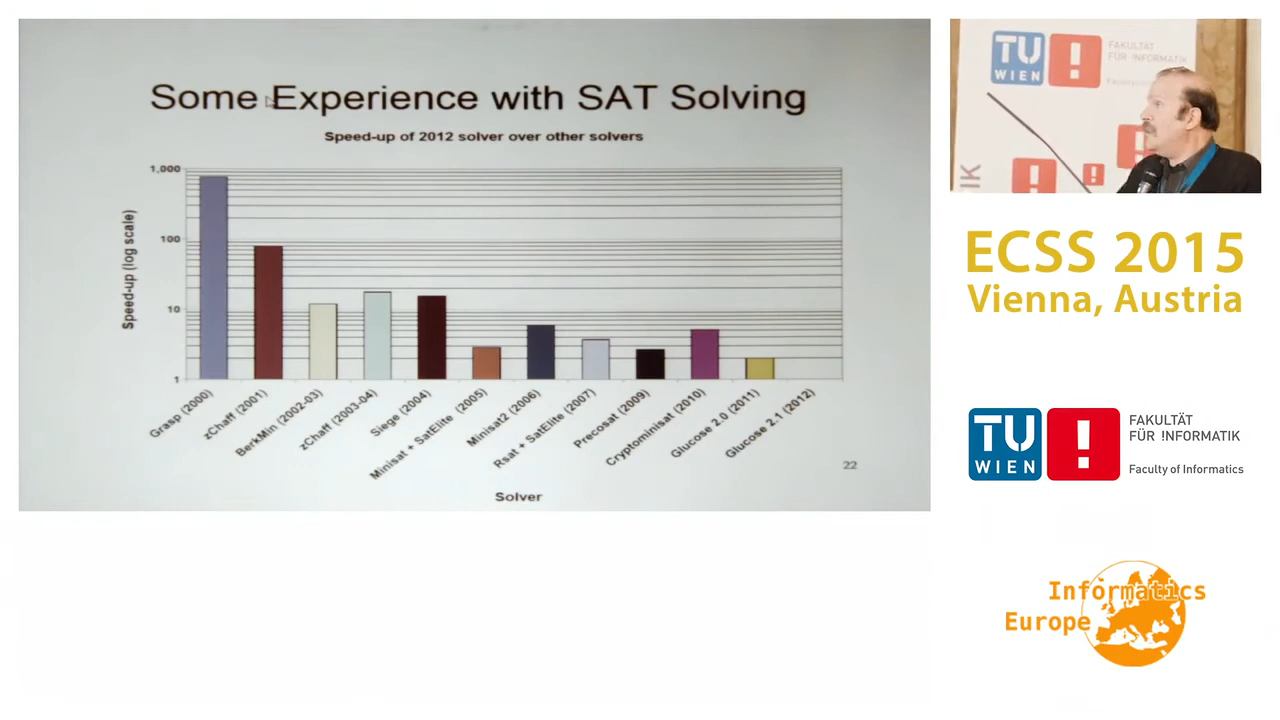 Some Experience with SAT Solving
Speed-up of 2012 solver over other solvers
Speed-up (log scale)
1,000
100
10
1
Grasp (2000)
zChaff (2001)
BerkMin (2002-03)
zChaff (2003-04)
Siege (2004)
Minisat + SatElite (2005)
Minisat2 (2006)
Rsat + SatElite (2007)
Precosat (2009)
Cryptominisat (2010)
Glucose 2.0 (2011)
Glucose 2.1 (2012)
Solver
22
TU
WIEN
!
FAKULTÄT
FÜR !NFORMATIK
IK
!
!
!
ECSS 2015
Vienna, Austria
TU
WIEN
!
FAKULTÄT
FÜR !NFORMATIK
Faculty of Informatics
Informatics
Europe